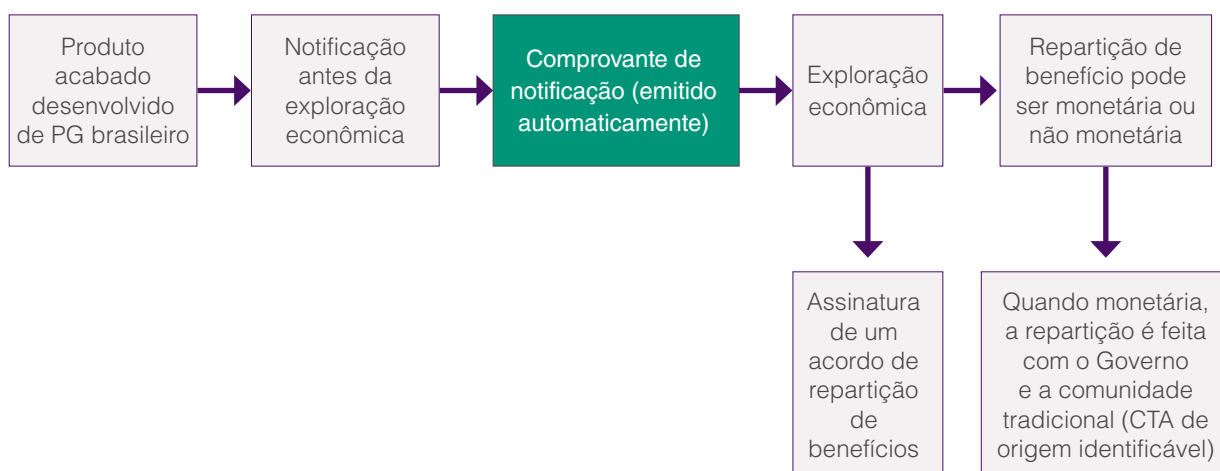 Produto
acabado
desenvolvido
de PG brasileiro
Notificação
antes da
exploração
econômica
Comprovante de
notificação (emitido
automaticamente)
Exploração
econômica
Repartição de
benefício pode
ser monetária ou
não monetária
Assinatura
de um
acordo de
repartição
de
benefícios
Quando monetária,
a repartição é feita
com o Governo
e a comunidade
tradicional (CTA de
origem identificável)